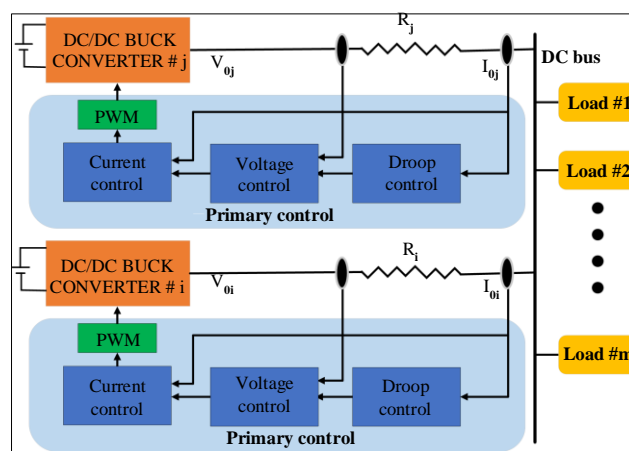 DC/DC BUCK
CONVERTER # j
V0j
Rj
I0j
DC bus
PWM
Load #1
Current
control
Voltage
control
Droop
control
Load #2
Primary control
DC/DC BUCK
CONVERTER # i
V0i
Ri
I0i
PWM
Load #m
Current
control
Voltage
control
Droop
control
Primary control